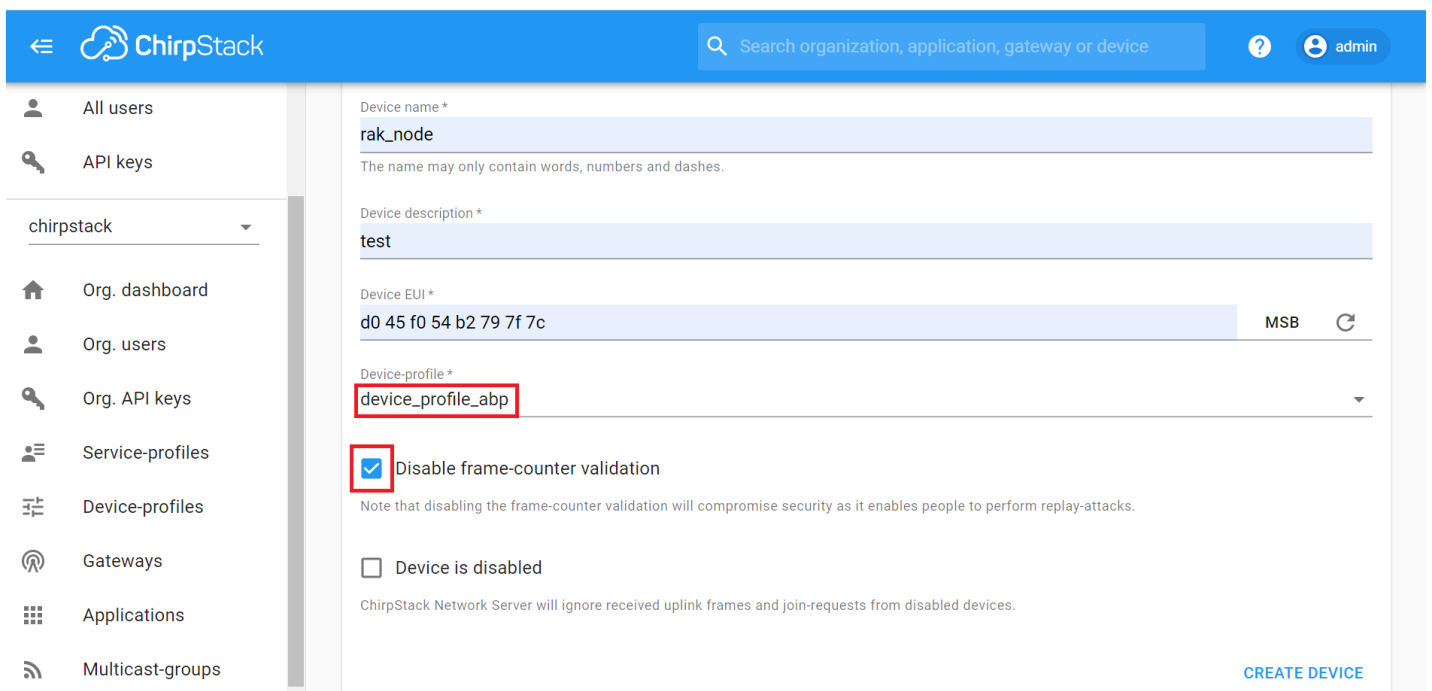 ChirpStack
Search organization, application, gateway or device
?
admin
All users
API keys
chirpstack
Org. dashboard
Org. users
Org. API keys
Service-profiles
Device-profiles
Gateways
Applications
Multicast-groups
Device name *
rak_node
The name may only contain words, numbers and dashes.
Device description *
test
Device EUI *
d0 45 f0 54 b2 79 7f 7c
MSB
Device-profile *
device_profile_abp
Disable frame-counter validation
Note that disabling the frame-counter validation will compromise security as it enables people to perform replay-attacks.
Device is disabled
ChirpStack Network Server will ignore received uplink frames and join-requests from disabled devices.
CREATE DEVICE